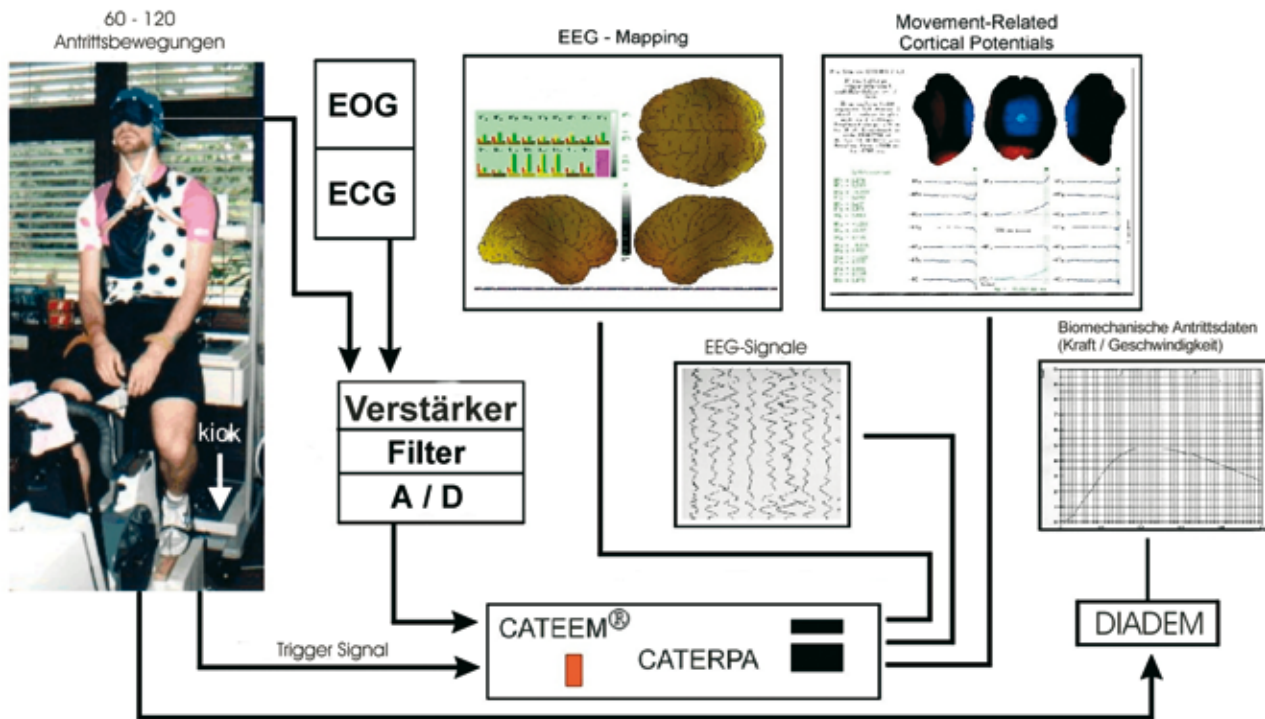 60 - 120
Antrittsbewegungen
EOG
ECG
EEG - Mapping
Movement-Related
Cortical Potentials
Biomechanische Antrittsdaten
(Kraft / Geschwindigkeit)
EEG-Signale
Verstärker
Filter
A / D
kick
CATEEM®
CATERPA
Trigger Signal
DIADEM